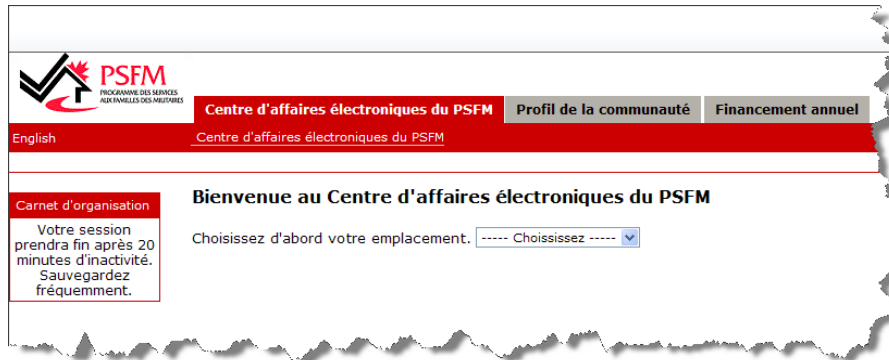 PSFM
PROGRAMME DES SERVICES
AUX FAMILLES DES MILITAIRES
Centre d'affaires électroniques du PSFM
Profil de la communauté
Financement annuel
English
Centre d'affaires électroniques du PSFM
Carnet d'organisation
Votre session
prendra fin après 20
minutes d'inactivité.
Sauvegardez
fréquemment.
Bienvenue au Centre d'affaires électroniques du PSFM
Choisissez d'abord votre emplacement. ----- Choississez -----